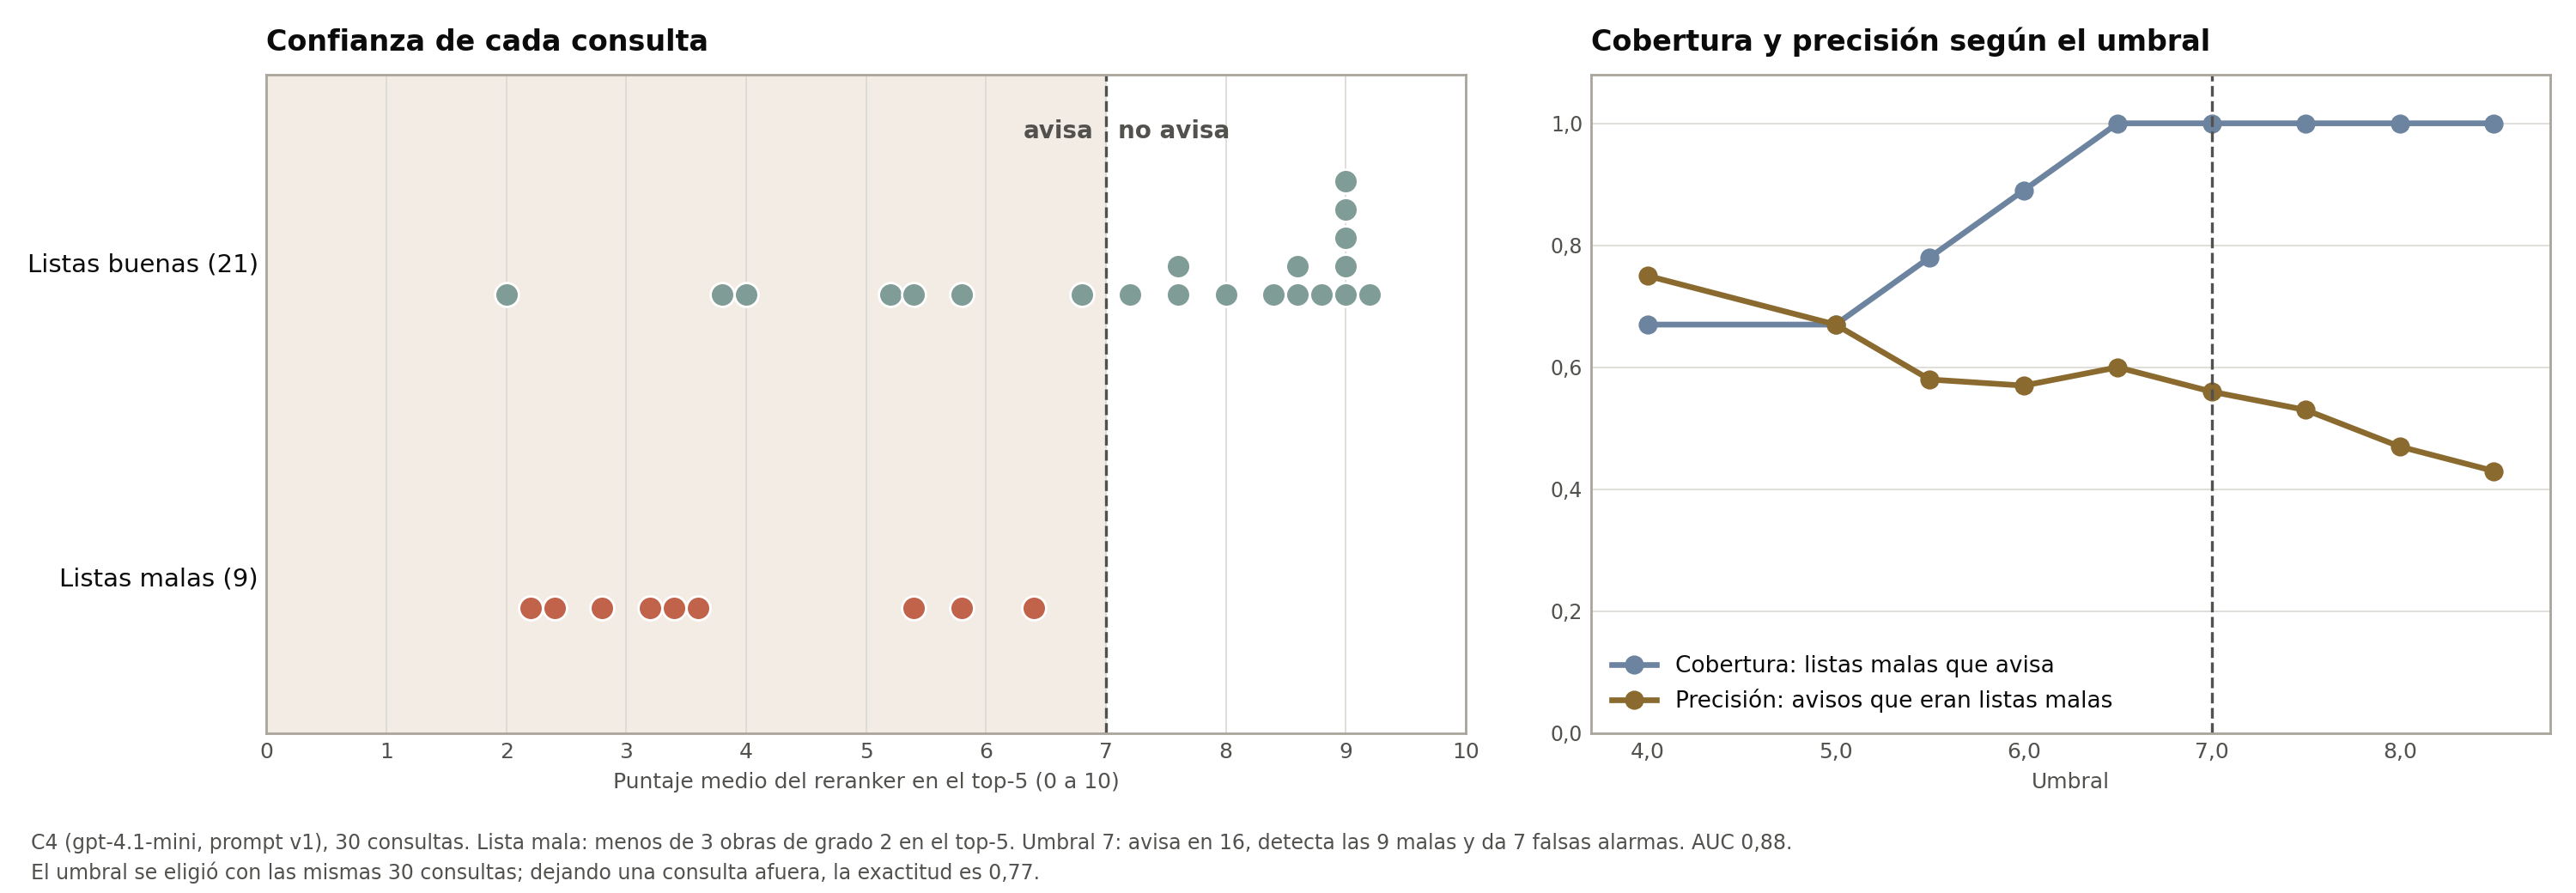 Confianza de cada consulta
avisa no avisa
Listas buenas (21)
Listas malas (9)
0 1 2 3 4 5 6 7 8 9 10
Puntaje medio del reranker en el top-5 (0 a 10)
Cobertura y precisión según el umbral
1,0
0,8
0,6
0,4
0,2
0,0
Cobertura: listas malas que avisa
Precisión: avisos que eran listas malas
4,0 5,0 6,0 7,0 8,0
Umbral
C4 (gpt-4.1-mini, prompt v1), 30 consultas. Lista mala: menos de 3 obras de grado 2 en el top-5. Umbral 7: avisa en 16, detecta las 9 malas y da 7 falsas alarmas. AUC 0,88.
El umbral se eligió con las mismas 30 consultas; dejando una consulta afuera, la exactitud es 0,77.